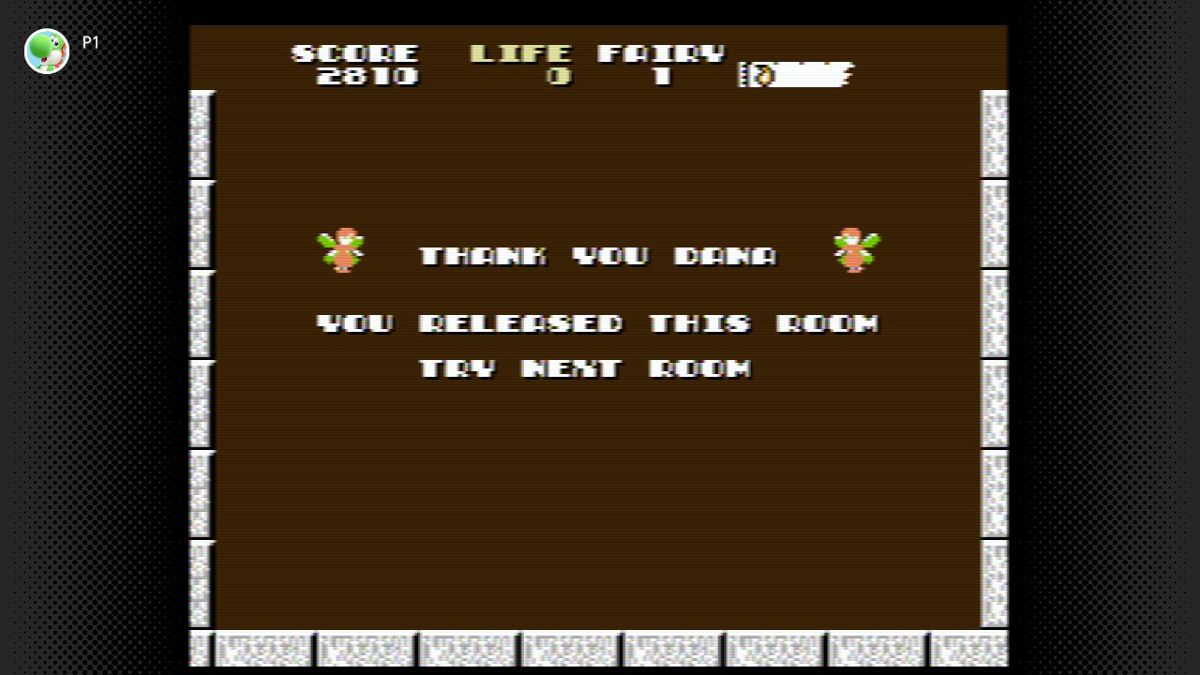 P1
SCORE LIFE FAIRY
2810 0 1
THANK YOU DANA
YOU RELEASED THIS ROOM
TRY NEXT ROOM